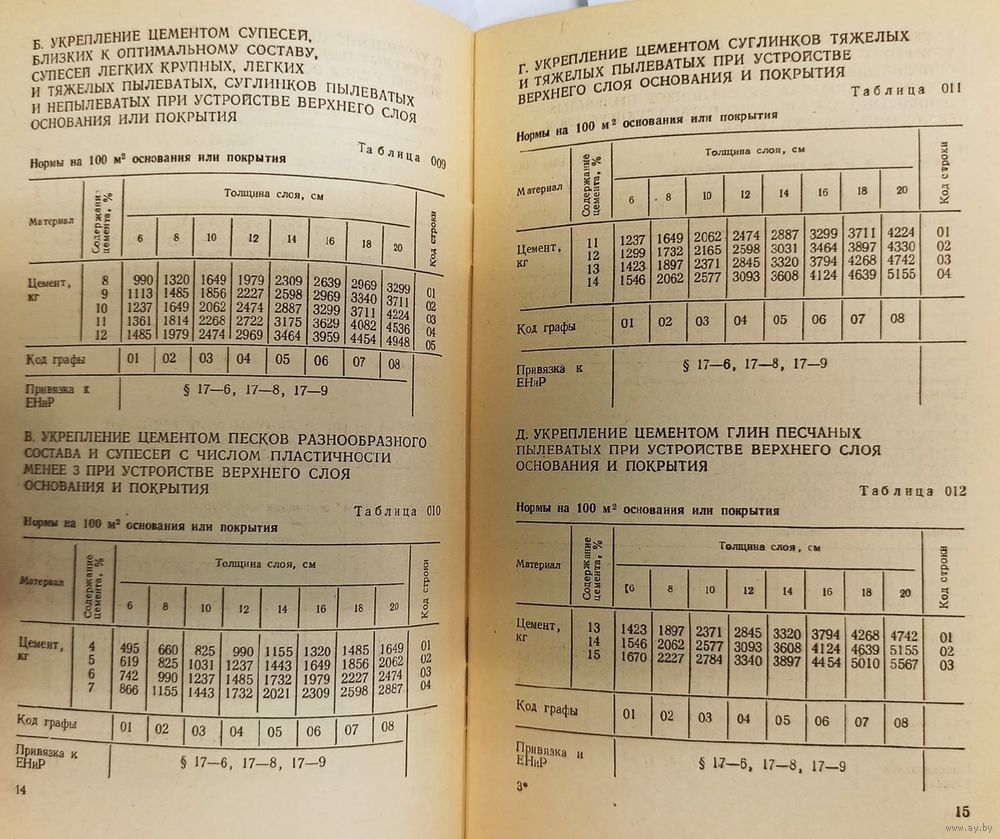 Б. УКРЕПЛЕНИЕ ЦЕМЕНТОМ СУПЕСЕЙ,
БЛИЗКИХ К ОПТИМАЛЬНОМУ СОСТАВУ,
СУПЕСЕЙ ЛЕГКИХ КРУПНЫХ, ЛЕГКИХ
И ТЯЖЕЛЫХ ПЫЛЕВАТЫХ, СУГЛИНКОВ ПЫЛЕВАТЫХ
И НЕПЫЛЕВАТЫХ ПРИ УСТРОЙСТВЕ ВЕРХНЕГО СЛОЯ
ОСНОВАНИЯ ИЛИ ПОКРЫТИЯ
Таблица 009
Нормы на 100 м² основания или покрытия
Материал
Содержание цемента, %
Толщина слоя, см
Код строки
6 8 10 12 14 16 18 20
Цемент, 8 990 1320 1649 1979 2309 2639 2969 3299 01
кг 9 1113 1485 1856 2227 2598 2969 3340 3711 02
10 1237 1649 2062 2474 2887 3299 3711 4224 03
11 1361 1814 2268 2722 3175 3629 4082 4536 04
12 1485 1979 2474 2969 3464 3959 4454 4948 05
Код графы 01 02 03 04 05 06 07 08
Привязка к § 17—6, 17—8, 17—9
ЕНиР
В. УКРЕПЛЕНИЕ ЦЕМЕНТОМ ПЕСКОВ РАЗНООБРАЗНОГО
СОСТАВА И СУПЕСЕЙ С ЧИСЛОМ ПЛАСТИЧНОСТИ
МЕНЕЕ 3 ПРИ УСТРОЙСТВЕ ВЕРХНЕГО СЛОЯ
ОСНОВАНИЯ И ПОКРЫТИЯ
Таблица 010
Нормы на 100 м² основания или покрытия
Материал
Содержание цемента, %
Толщина слоя, см
Код строки
6 8 10 12 14 16 18 20
Цемент, 4 495 660 825 990 1155 1320 1485 1649 01
кг 5 619 825 1031 1237 1443 1649 1856 2062 02
6 742 990 1237 1485 1732 1979 2227 2474 03
7 866 1155 1443 1732 2021 2309 2598 2887 04
Код графы 01 02 03 04 05 06 07 08
Привязка к § 17—6, 17—8, 17—9
ЕНиР
14
Г. УКРЕПЛЕНИЕ ЦЕМЕНТОМ СУГЛИНКОВ ТЯЖЕЛЫХ
И ТЯЖЕЛЫХ ПЫЛЕВАТЫХ ПРИ УСТРОЙСТВЕ
ВЕРХНЕГО СЛОЯ ОСНОВАНИЯ И ПОКРЫТИЯ
Таблица 011
Нормы на 100 м² основания или покрытия
Материал
Содержание цемента, %
Толщина слоя, см
Код строки
6 8 10 12 14 16 18 20
Цемент, 11 1237 1649 2062 2474 2887 3299 3711 4224 01
кг 12 1299 1732 2165 2598 3031 3464 3897 4330 02
13 1423 1897 2371 2845 3320 3794 4268 4742 03
14 1546 2062 2577 3093 3608 4124 4639 5155 04
Код графы 01 02 03 04 05 06 07 08
Привязка к § 17—6, 17—8, 17—9
ЕНиР
Д. УКРЕПЛЕНИЕ ЦЕМЕНТОМ ГЛИН ПЕСЧАНЫХ
ПЫЛЕВАТЫХ ПРИ УСТРОЙСТВЕ ВЕРХНЕГО СЛОЯ
ОСНОВАНИЯ И ПОКРЫТИЯ
Таблица 012
Нормы на 100 м² основания или покрытия
Материал
Содержание цемента, %
Толщина слоя, см
Код строки
6 8 10 12 14 16 18 20
Цемент, 13 1423 1897 2371 2845 3320 3794 4268 4742 01
кг 14 1546 2062 2577 3093 3608 4124 4639 5155 02
15 1670 2227 2784 3340 3897 4454 5010 5567 03
Код графы 01 02 03 04 05 06 07 08
Привязка и § 17—6, 17—8, 17—9
ЕНиР
3*
15
www.ay.by